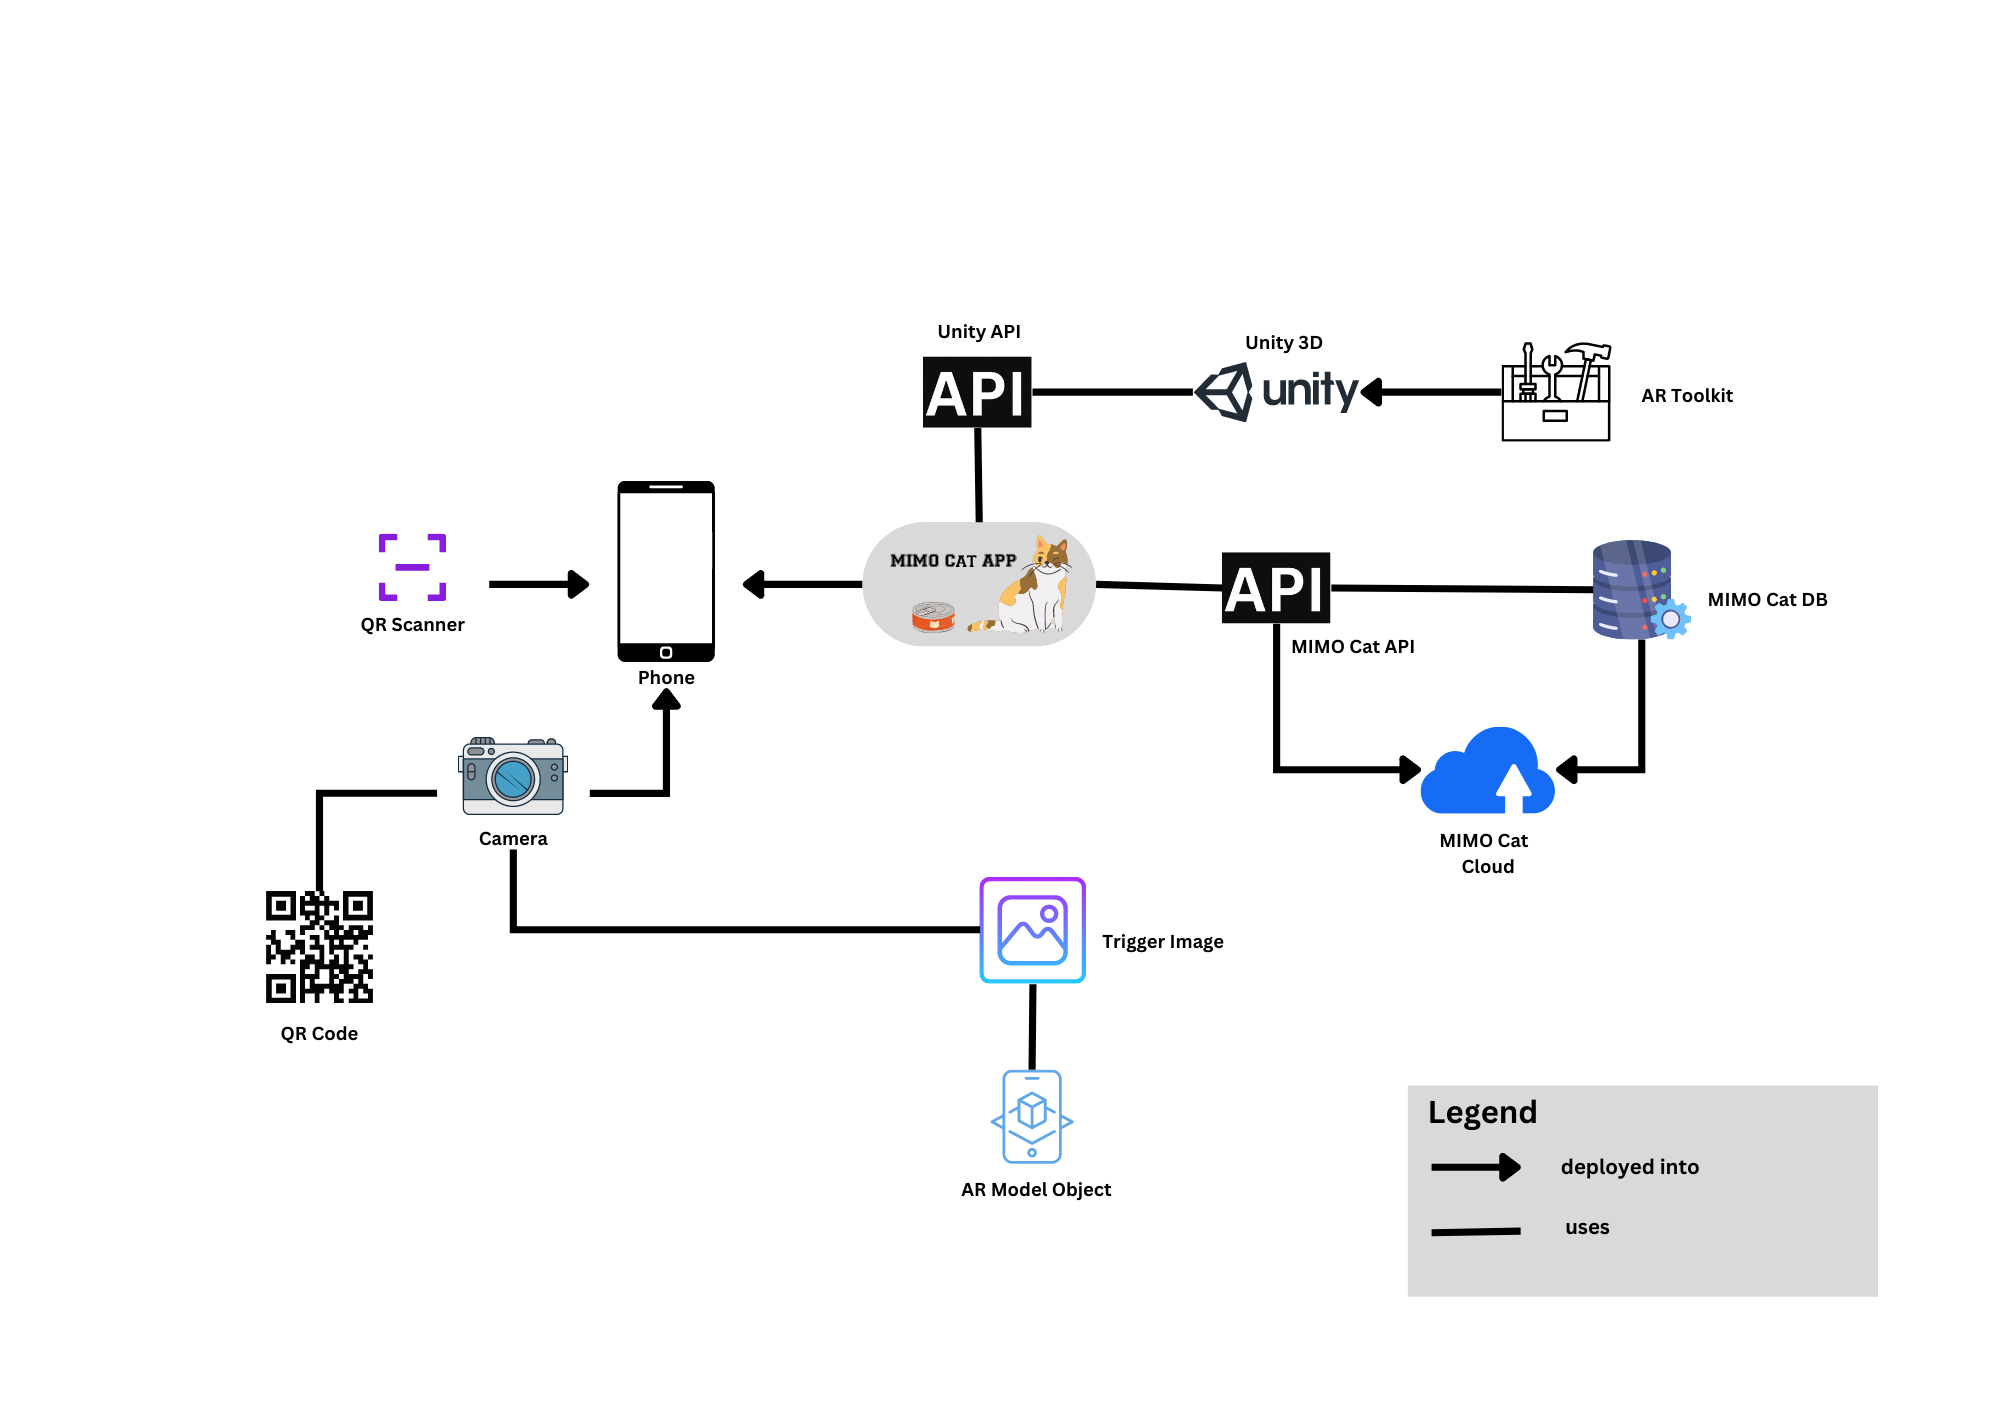 Unity API
API
Unity 3D
unity
AR Toolkit
MIMO CAT APP
API
MIMO Cat API
MIMO Cat DB
QR Scanner
Phone
Camera
MIMO Cat
Cloud
QR Code
Trigger Image
AR Model Object
Legend
deployed into
uses